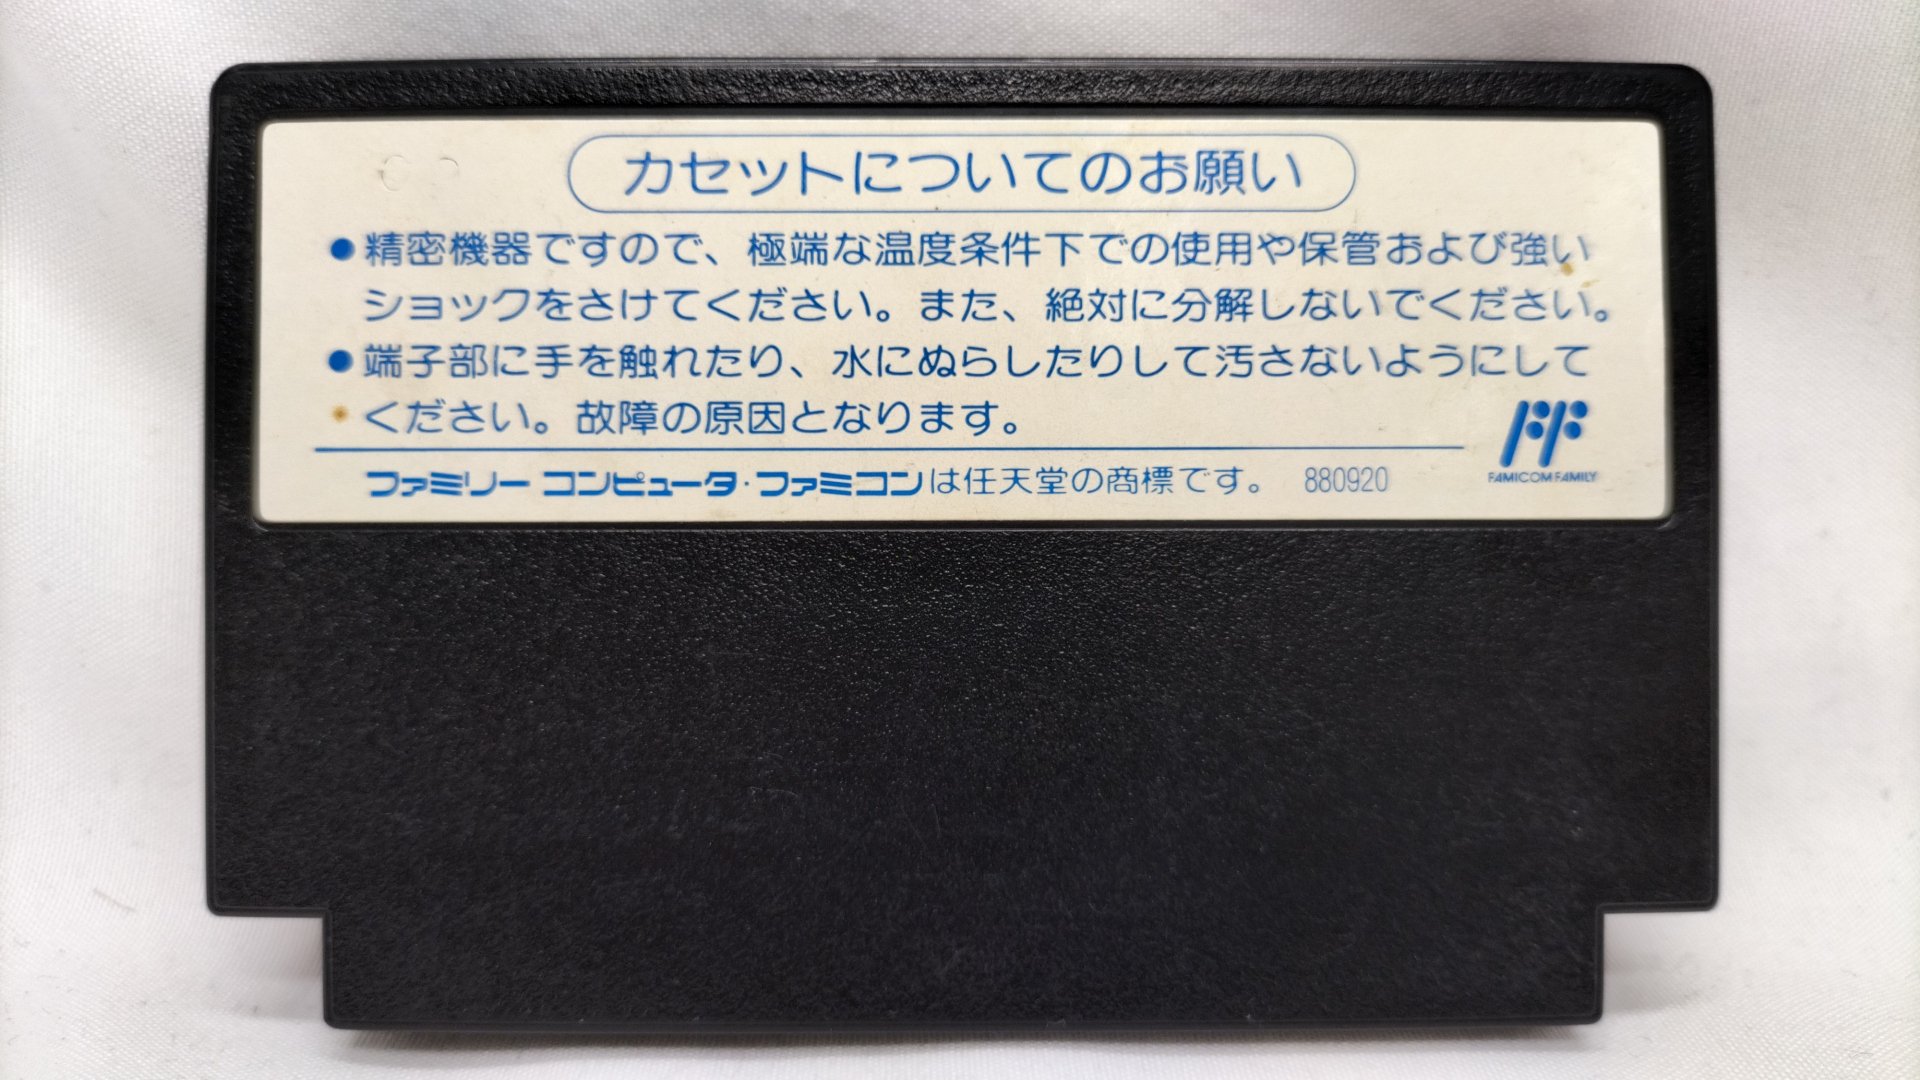 カセットについてのお願い
●精密機器ですので、極端な温度条件下での使用や保管および強い
ショックをさけてください。また、絶対に分解しないでください。
●端子部に手を触れたり、水にぬらしたりして汚さないようにして
ください。故障の原因となります。
ファミリーコンピュータ・ファミコンは任天堂の商標です。 880920
FAMICOM FAMILY